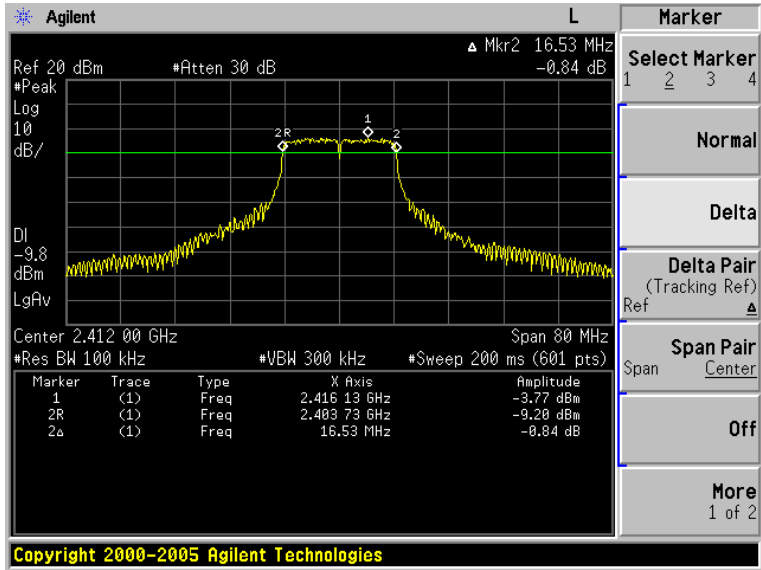 Agilent L Marker
Δ Mkr2 16.53 MHz
Ref 20 dBm #Atten 30 dB -0.84 dB
#Peak
Log
10
dB/
1
2R
2
DI
-9.8
dBm
LgAv
Center 2.412 00 GHz Span 80 MHz
#Res BW 100 kHz #VBW 300 kHz #Sweep 200 ms (601 pts)
Marker Trace Type X Axis Amplitude
1 (1) Freq 2.416 13 GHz -3.77 dBm
2R (1) Freq 2.403 73 GHz -9.20 dBm
2Δ (1) Freq 16.53 MHz -0.84 dB
Select Marker
1 2 3 4
Normal
Delta
Delta Pair
(Tracking Ref)
Ref Δ
Span Pair
Span Center
Off
More
1 of 2
Copyright 2000-2005 Agilent Technologies